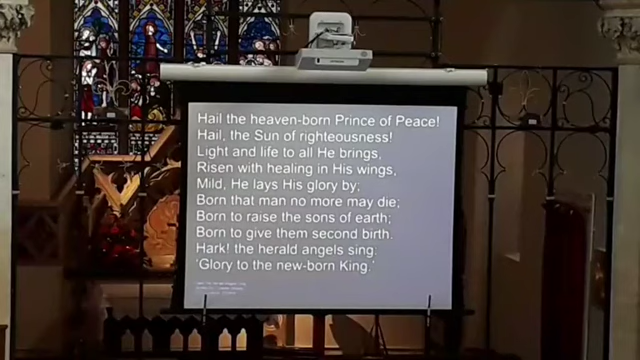 Hail the heaven-born Prince of Peace!
Hail, the Sun of righteousness!
Light and life to all He brings,
Risen with healing in His wings,
Mild, He lays His glory by;
Born that man no more may die;
Born to raise the sons of earth;
Born to give them second birth.
Hark! the herald angels sing:
'Glory to the new-born King.'